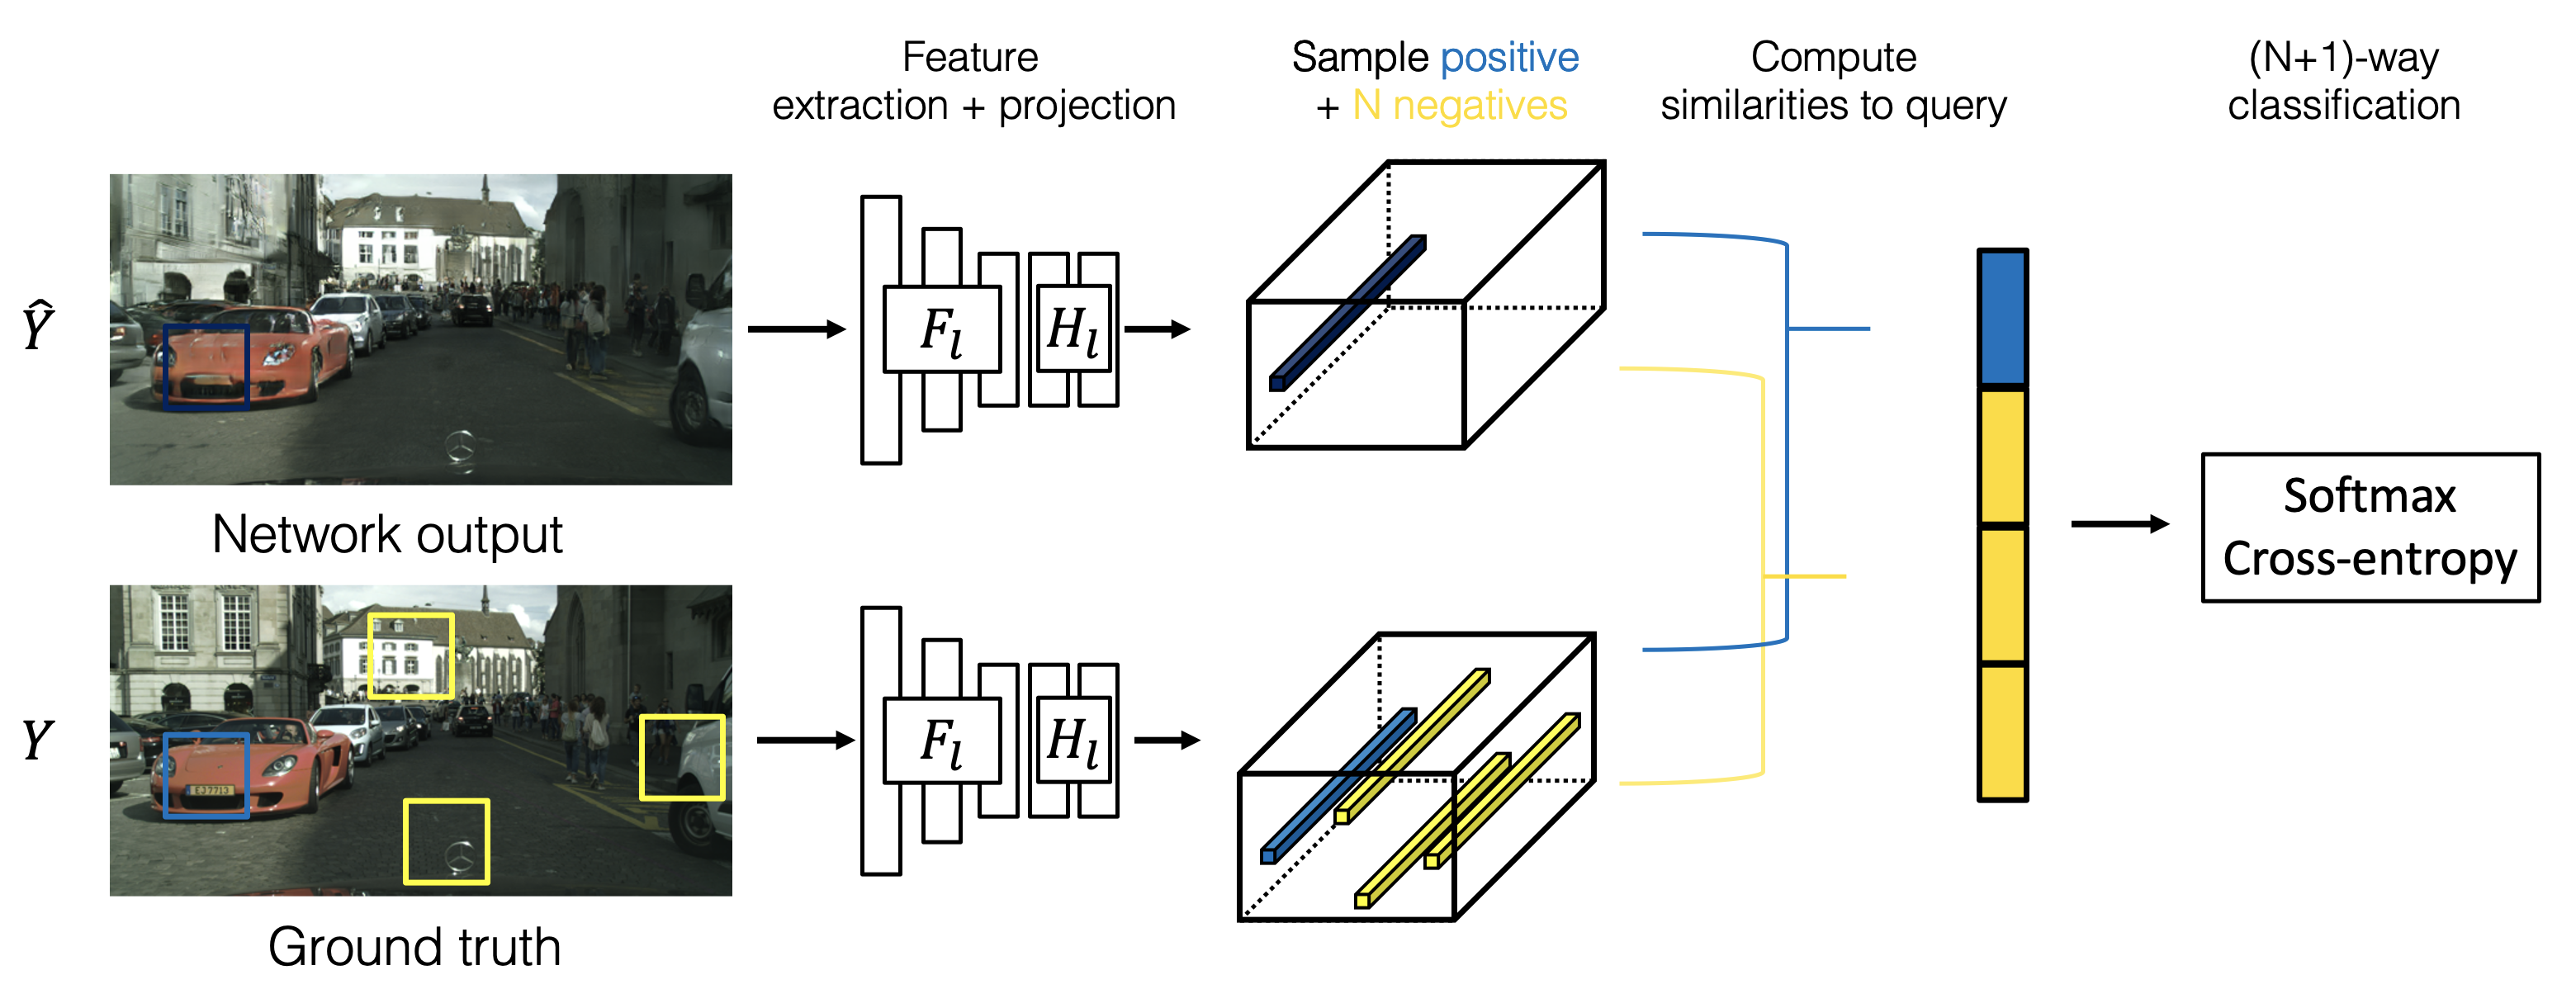 Feature
extraction + projection
Sample positive
+ N negatives
Compute
similarities to query
(N+1)-way
classification
Ŷ
F_l
H_l
Network output
Softmax
Cross-entropy
Y
EJ7713
F_l
H_l
Ground truth